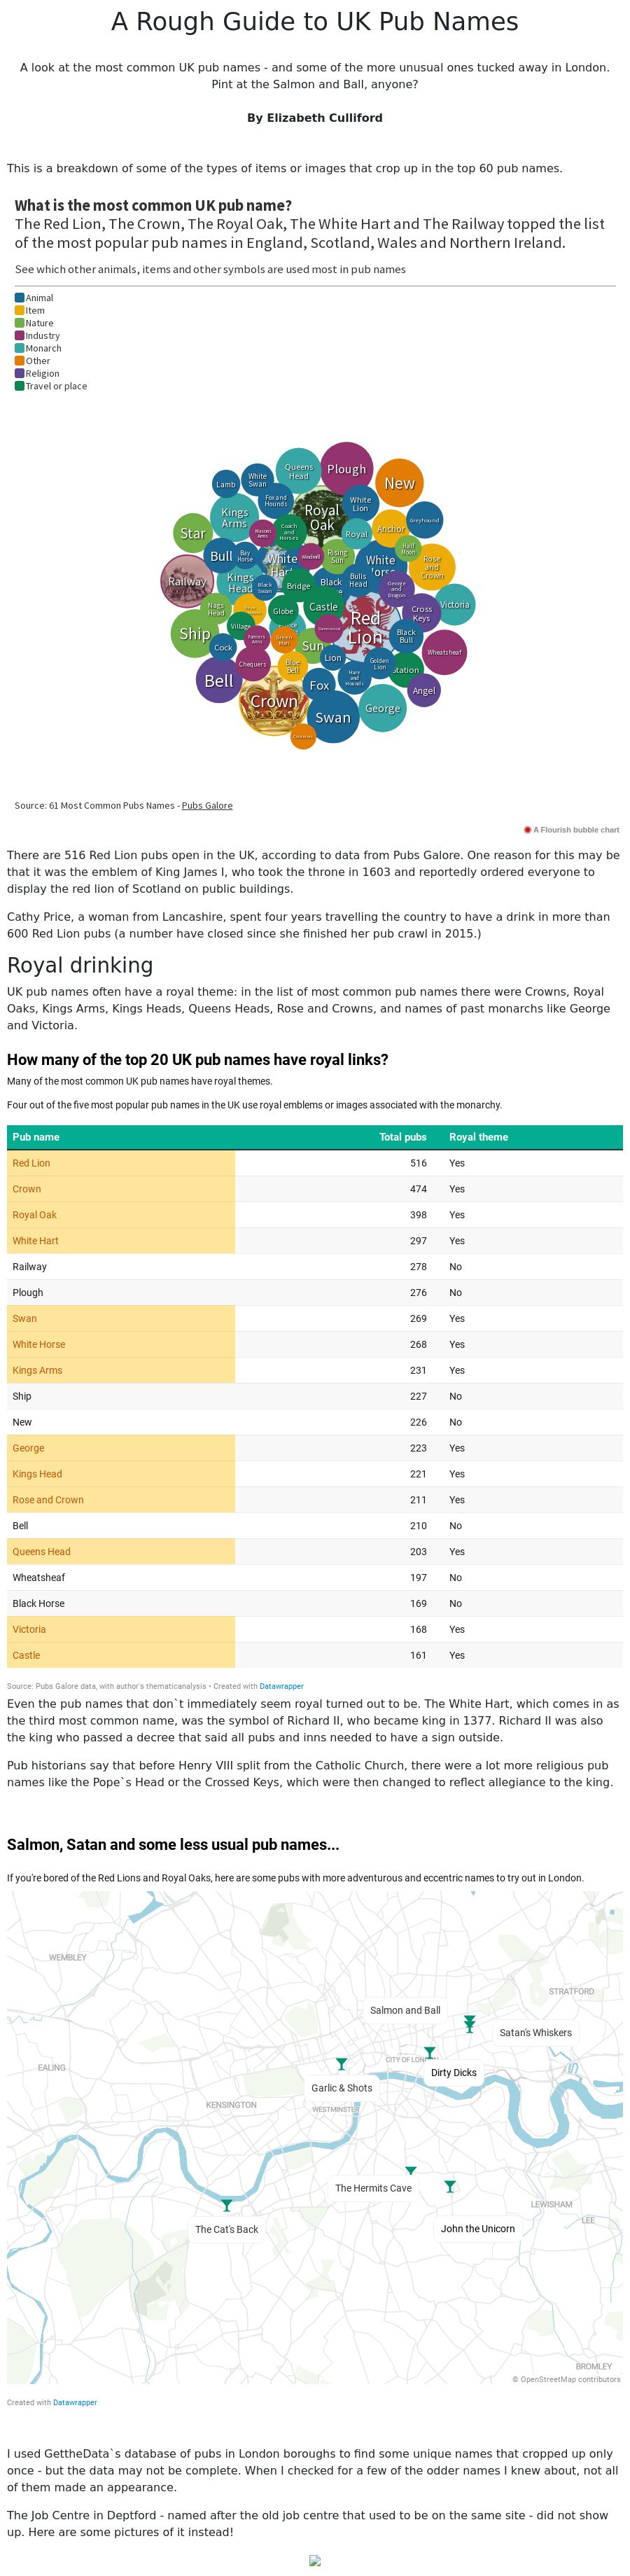 A Rough Guide to UK Pub Names
A look at the most common UK pub names - and some of the more unusual ones tucked away in London.
Pint at the Salmon and Ball, anyone?
By Elizabeth Culliford
This is a breakdown of some of the types of items or images that crop up in the top 60 pub names.
What is the most common UK pub name?
The Red Lion, The Crown, The Royal Oak, The White Hart and The Railway topped the list
of the most popular pub names in England, Scotland, Wales and Northern Ireland.
See which other animals, items and other symbols are used most in pub names
Animal
Item
Nature
Industry
Monarch
Other
Religion
Travel or place
Queens
Head
Plough
New
Lamb
White
Swan
Fox and
Hounds
White
Lion
Royal
Oak
Kings
Arms
Star
Masons
Arms
Coach
and
Horses
Royal
Anchor
Greyhound
Bull
Bay
Horse
White
Hart
Windmill
Rising
Sun
White
Horse
Half
Moon
Rose
and
Crown
Railway
Kings
Head
Black
Swan
Bridge
Black
Bulls
Head
George
and
Dragon
Victoria
Nags
Head
Globe
Castle
Red
Lion
Cross
Keys
Ship
Village
Farmers
Arms
Green
Man
Sun
Commercial
Black
Bull
Wheatsheaf
Cock
Chequers
Blue
Bell
Lion
Golden
Lion
Station
Bell
Crown
Fox
Hare
and
Hounds
Angel
Swan
George
Cricketers
Source: 61 Most Common Pubs Names - Pubs Galore
A Flourish bubble chart
There are 516 Red Lion pubs open in the UK, according to data from Pubs Galore. One reason for this may be
that it was the emblem of King James I, who took the throne in 1603 and reportedly ordered everyone to
display the red lion of Scotland on public buildings.
Cathy Price, a woman from Lancashire, spent four years travelling the country to have a drink in more than
600 Red Lion pubs (a number have closed since she finished her pub crawl in 2015.)
Royal drinking
UK pub names often have a royal theme: in the list of most common pub names there were Crowns, Royal
Oaks, Kings Arms, Kings Heads, Queens Heads, Rose and Crowns, and names of past monarchs like George
and Victoria.
How many of the top 20 UK pub names have royal links?
Many of the most common UK pub names have royal themes.
Four out of the five most popular pub names in the UK use royal emblems or images associated with the monarchy.
Pub name Total pubs Royal theme
Red Lion 516 Yes
Crown 474 Yes
Royal Oak 398 Yes
White Hart 297 Yes
Railway 278 No
Plough 276 No
Swan 269 Yes
White Horse 268 Yes
Kings Arms 231 Yes
Ship 227 No
New 226 No
George 223 Yes
Kings Head 221 Yes
Rose and Crown 211 Yes
Bell 210 No
Queens Head 203 Yes
Wheatsheaf 197 No
Black Horse 169 No
Victoria 168 Yes
Castle 161 Yes
Source: Pubs Galore data, with author's thematicanalysis • Created with Datawrapper
Even the pub names that don`t immediately seem royal turned out to be. The White Hart, which comes in as
the third most common name, was the symbol of Richard II, who became king in 1377. Richard II was also
the king who passed a decree that said all pubs and inns needed to have a sign outside.
Pub historians say that before Henry VIII split from the Catholic Church, there were a lot more religious pub
names like the Pope`s Head or the Crossed Keys, which were then changed to reflect allegiance to the king.
Salmon, Satan and some less usual pub names...
If you're bored of the Red Lions and Royal Oaks, here are some pubs with more adventurous and eccentric names to try out in London.
WEMBLEY
STRATFORD
Salmon and Ball
Satan's Whiskers
CITY OF LONDON
EALING
Dirty Dicks
Garlic & Shots
KENSINGTON
WESTMINSTER
The Hermits Cave
LEWISHAM
LEE
The Cat's Back
John the Unicorn
BROMLEY
© OpenStreetMap contributors
Created with Datawrapper
I used GettheData`s database of pubs in London boroughs to find some unique names that cropped up only
once - but the data may not be complete. When I checked for a few of the odder names I knew about, not all
of them made an appearance.
The Job Centre in Deptford - named after the old job centre that used to be on the same site - did not show
up. Here are some pictures of it instead!